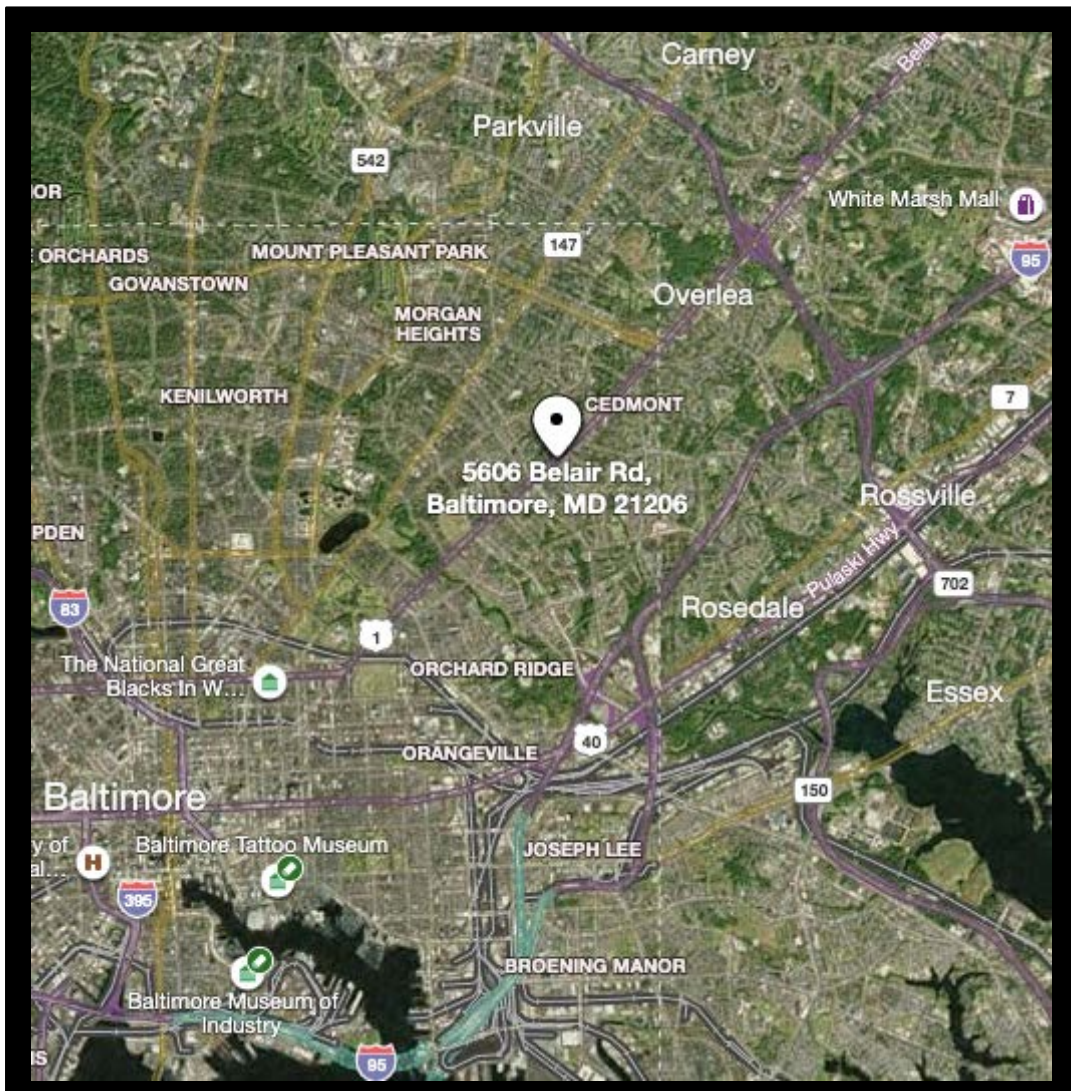 Carney
Belair
Parkville
542
OR
White Marsh Mall
147
95
E ORCHARDS
MOUNT PLEASANT PARK
GOVANSTOWN
Overlea
MORGAN
HEIGHTS
KENILWORTH
CEDMONT
7
5606 Belair Rd,
Baltimore, MD 21206
Rossville
PDEN
Pulaski Hwy
702
83
Rosedale
1
The National Great
Blacks In W...
ORCHARD RIDGE
Essex
ORANGEVILLE
40
Baltimore
150
y of
al...
H
Baltimore Tattoo Museum
JOSEPH LEE
395
BROENING MANOR
Baltimore Museum of
Industry
IS
95